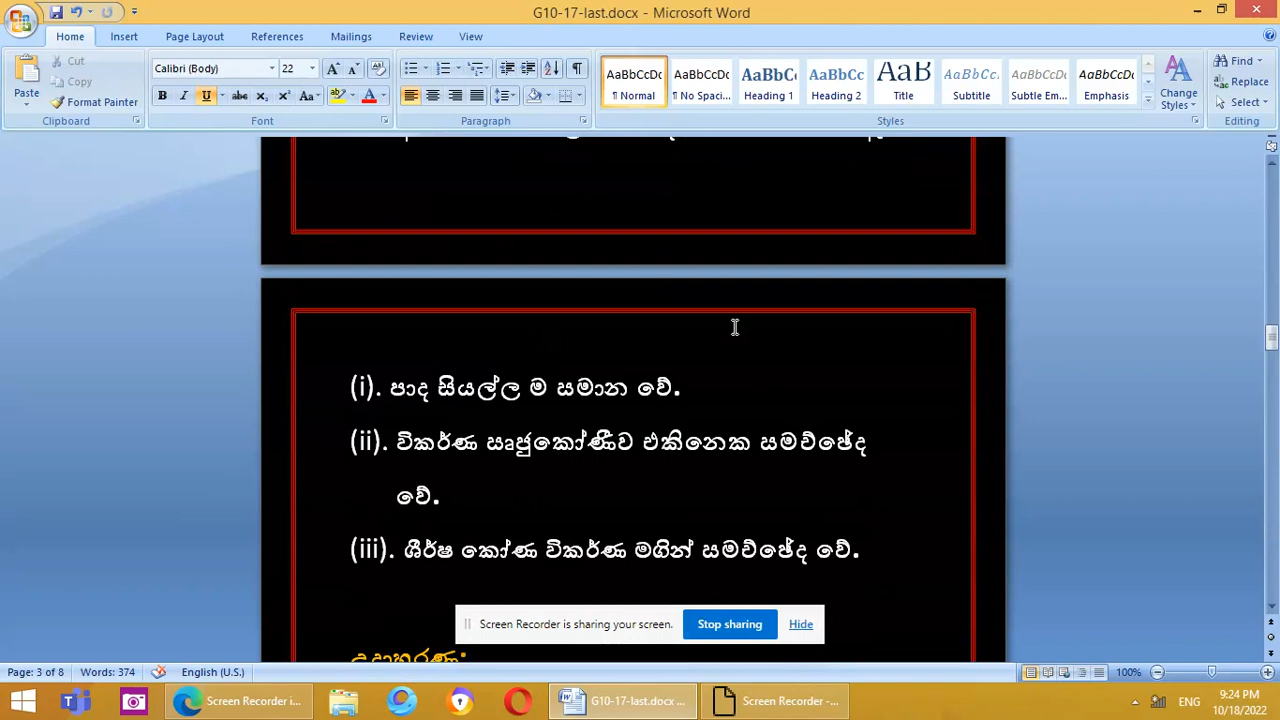 G10-17-last.docx - Microsoft Word
Home Insert Page Layout References Mailings Review View
Paste
Cut
Copy
Format Painter
Clipboard
Calibri (Body) 22
Font
Paragraph
AaBbCcDc AaBbCcDc AaBbC AaBbCc AaB AaBbCc. AaBbCcDc AaBbCcDc
¶ Normal ¶ No Spaci... Heading 1 Heading 2 Title Subtitle Subtle Em... Emphasis
Styles
Change Styles
Find
Replace
Select
Editing
(i). පාද සියල්ල ම සමාන වේ.
(ii). විකර්ණ සෘජුකෝණීව එකිනෙක සමච්ඡේද
වේ.
(iii). ශීර්ෂ කෝණ විකර්ණ මගින් සමච්ඡේද වේ.
Screen Recorder is sharing your screen. Stop sharing Hide
උදාහරණ:
Page: 3 of 8 Words: 374 English (U.S.) 100%
Screen Recorder i... G10-17-last.docx ... Screen Recorder -...
ENG
9:24 PM
10/18/2022